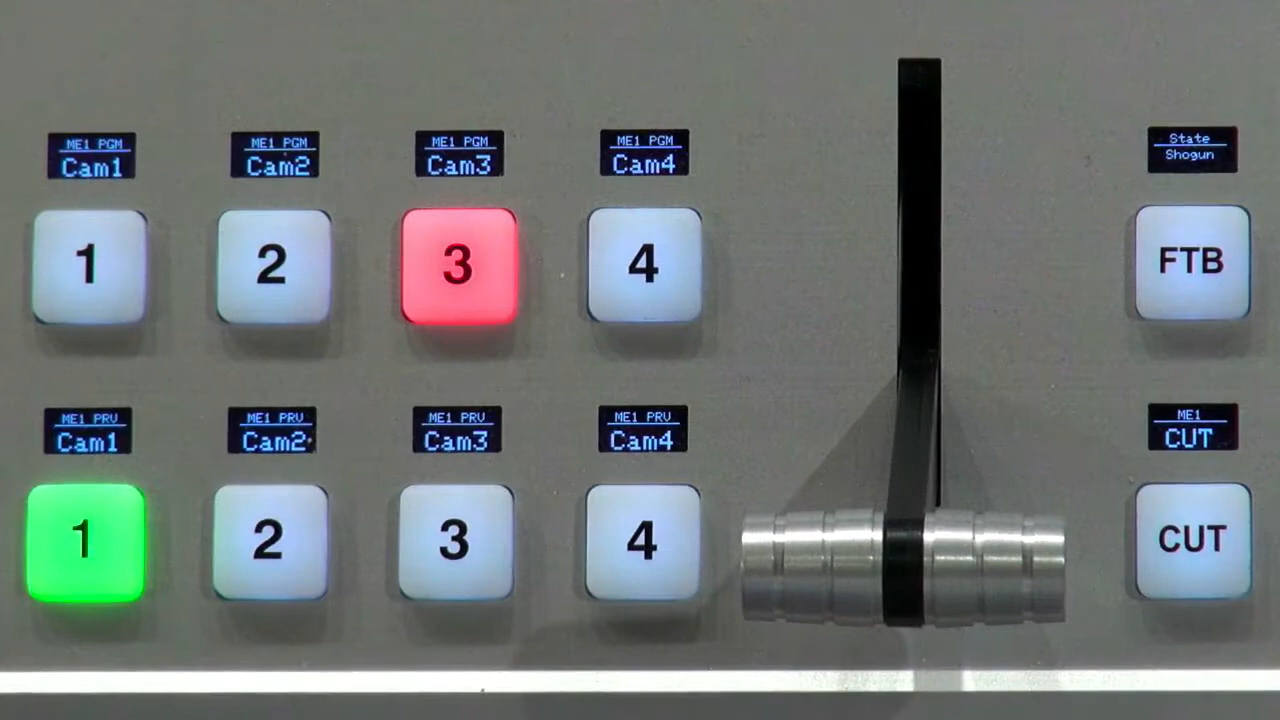 ME1 PGM
Cam1
ME1 PGM
Cam2
ME1 PGM
Cam3
ME1 PGM
Cam4
State
Shogun
1
2
3
4
FTB
ME1 PRV
Cam1
ME1 PRV
Cam2
ME1 PRV
Cam3
ME1 PRV
Cam4
ME1
CUT
1
2
3
4
CUT